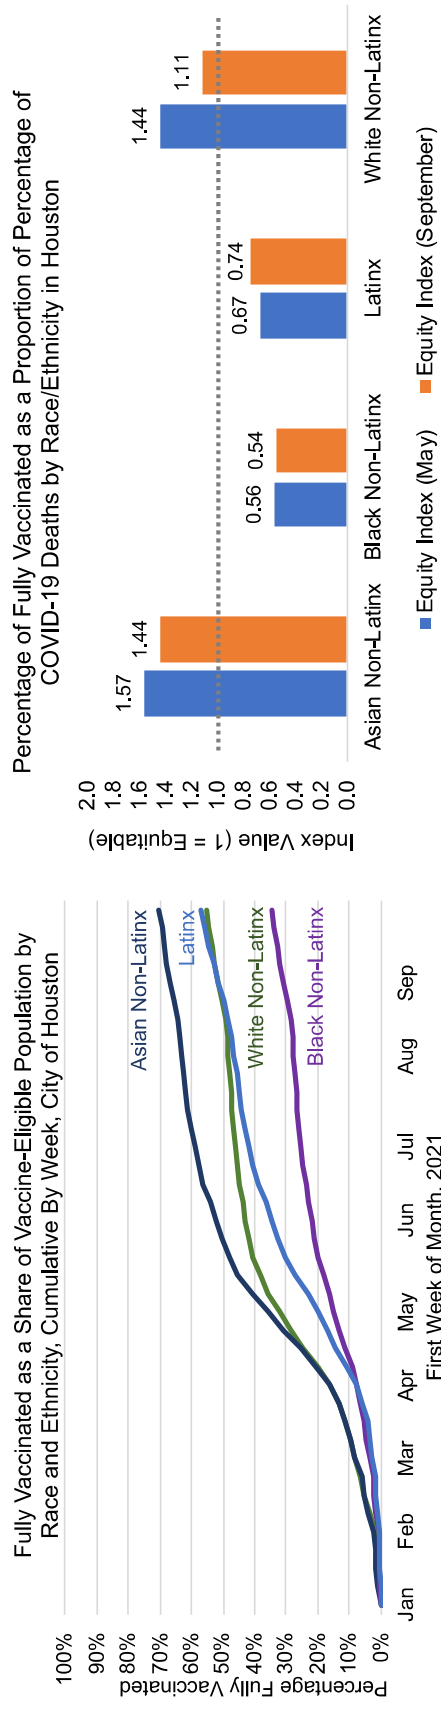 Fully Vaccinated as a Share of Vaccine-Eligible Population by
Race and Ethnicity, Cumulative By Week, City of Houston
100%
90%
80%
70%
60%
50%
40%
30%
20%
10%
0%
Percentage Fully Vaccinated
Asian Non-Latinx
Latinx
White Non-Latinx
Black Non-Latinx
Jan
Feb
Mar
Apr
May
Jun
Jul
Aug
Sep
First Week of Month, 2021
Percentage of Fully Vaccinated as a Proportion of Percentage of
COVID-19 Deaths by Race/Ethnicity in Houston
Index Value (1 = Equitable)
2.0
1.8
1.6
1.4
1.2
1.0
0.8
0.6
0.4
0.2
0.0
1.57
1.44
0.56
0.54
0.67
0.74
1.44
1.11
Asian Non-Latinx
Black Non-Latinx
Latinx
White Non-Latinx
Equity Index (May)
Equity Index (September)